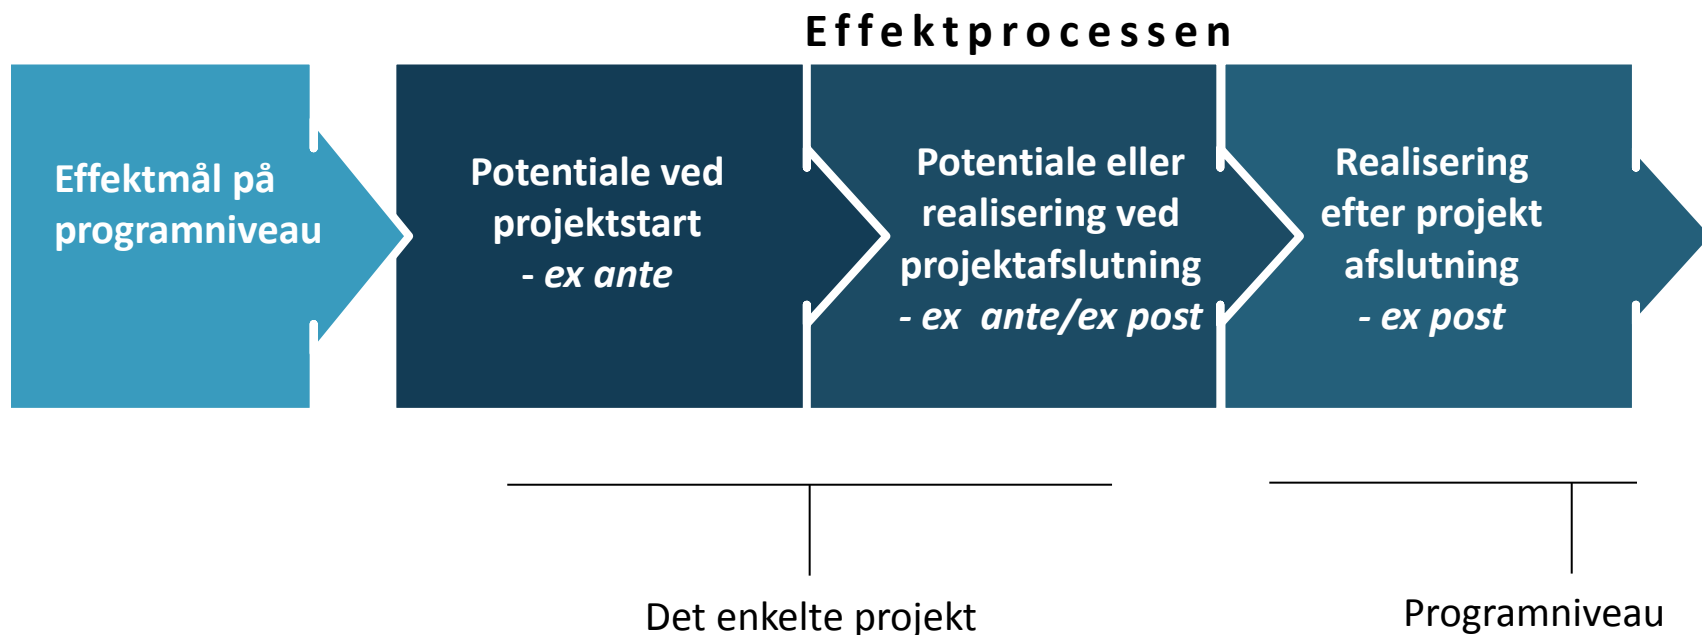 Effektprocessen
Effektmål på
programniveau
Potentiale ved
projektstart
- ex ante
Potentiale eller
realisering ved
projektafslutning
- ex  ante/ex post
Realisering
efter projekt
afslutning
- ex post
Det enkelte projekt
Programniveau